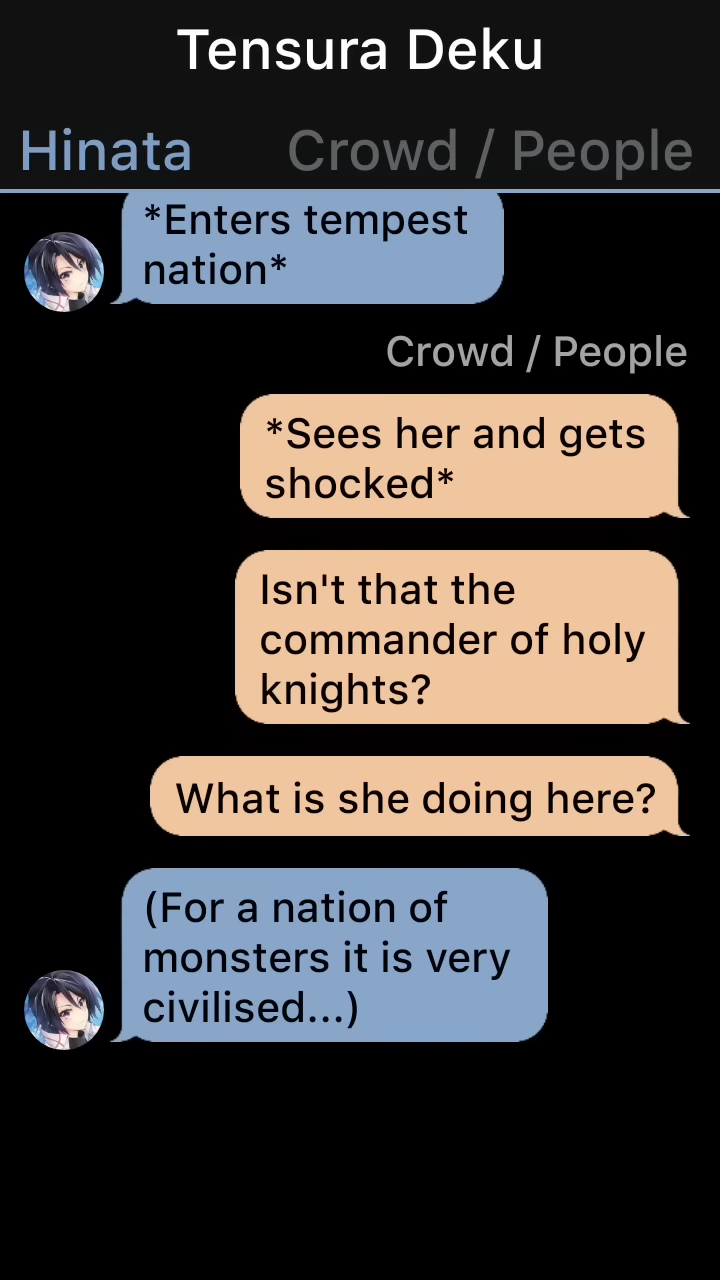 Tensura Deku
Hinata
Crowd / People
*Enters tempest
nation*
Crowd / People
*Sees her and gets
shocked*
Isn't that the
commander of holy
knights?
What is she doing here?
(For a nation of
monsters it is very
civilised...)